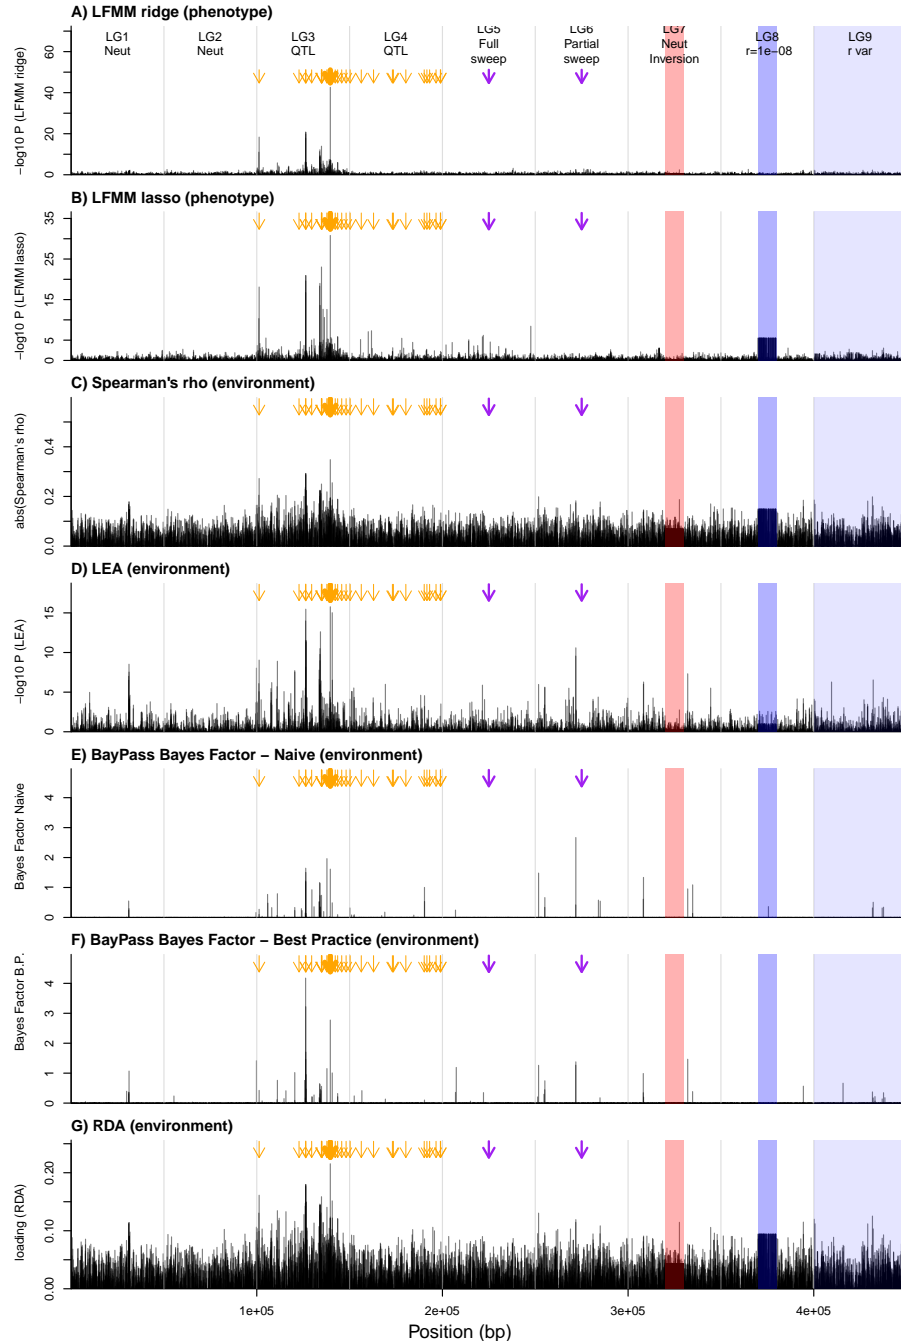 A) LFMM ridge (phenotype)
LG1
Neut
LG2
Neut
LG3
QTL
LG4
QTL
LG5
Full
sweep
LG6
Partial
sweep
LG7
Neut
Inversion
LG8
r=1e−08
LG9
r var
−log10 P (LFMM ridge)
0
20
40
60
B) LFMM lasso (phenotype)
−log10 P (LFMM lasso)
0
5
15
25
35
C) Spearman's rho (environment)
abs(Spearman's rho)
0.0
0.2
0.4
D) LEA (environment)
−log10 P (LEA)
0
5
10
15
E) BayPass Bayes Factor − Naive (environment)
Bayes Factor Naive
0
1
2
3
4
F) BayPass Bayes Factor − Best Practice (environment)
Bayes Factor B.P.
0
1
2
3
4
G) RDA (environment)
loading (RDA)
0.00
0.10
0.20
1e+05
2e+05
3e+05
4e+05
Position (bp)